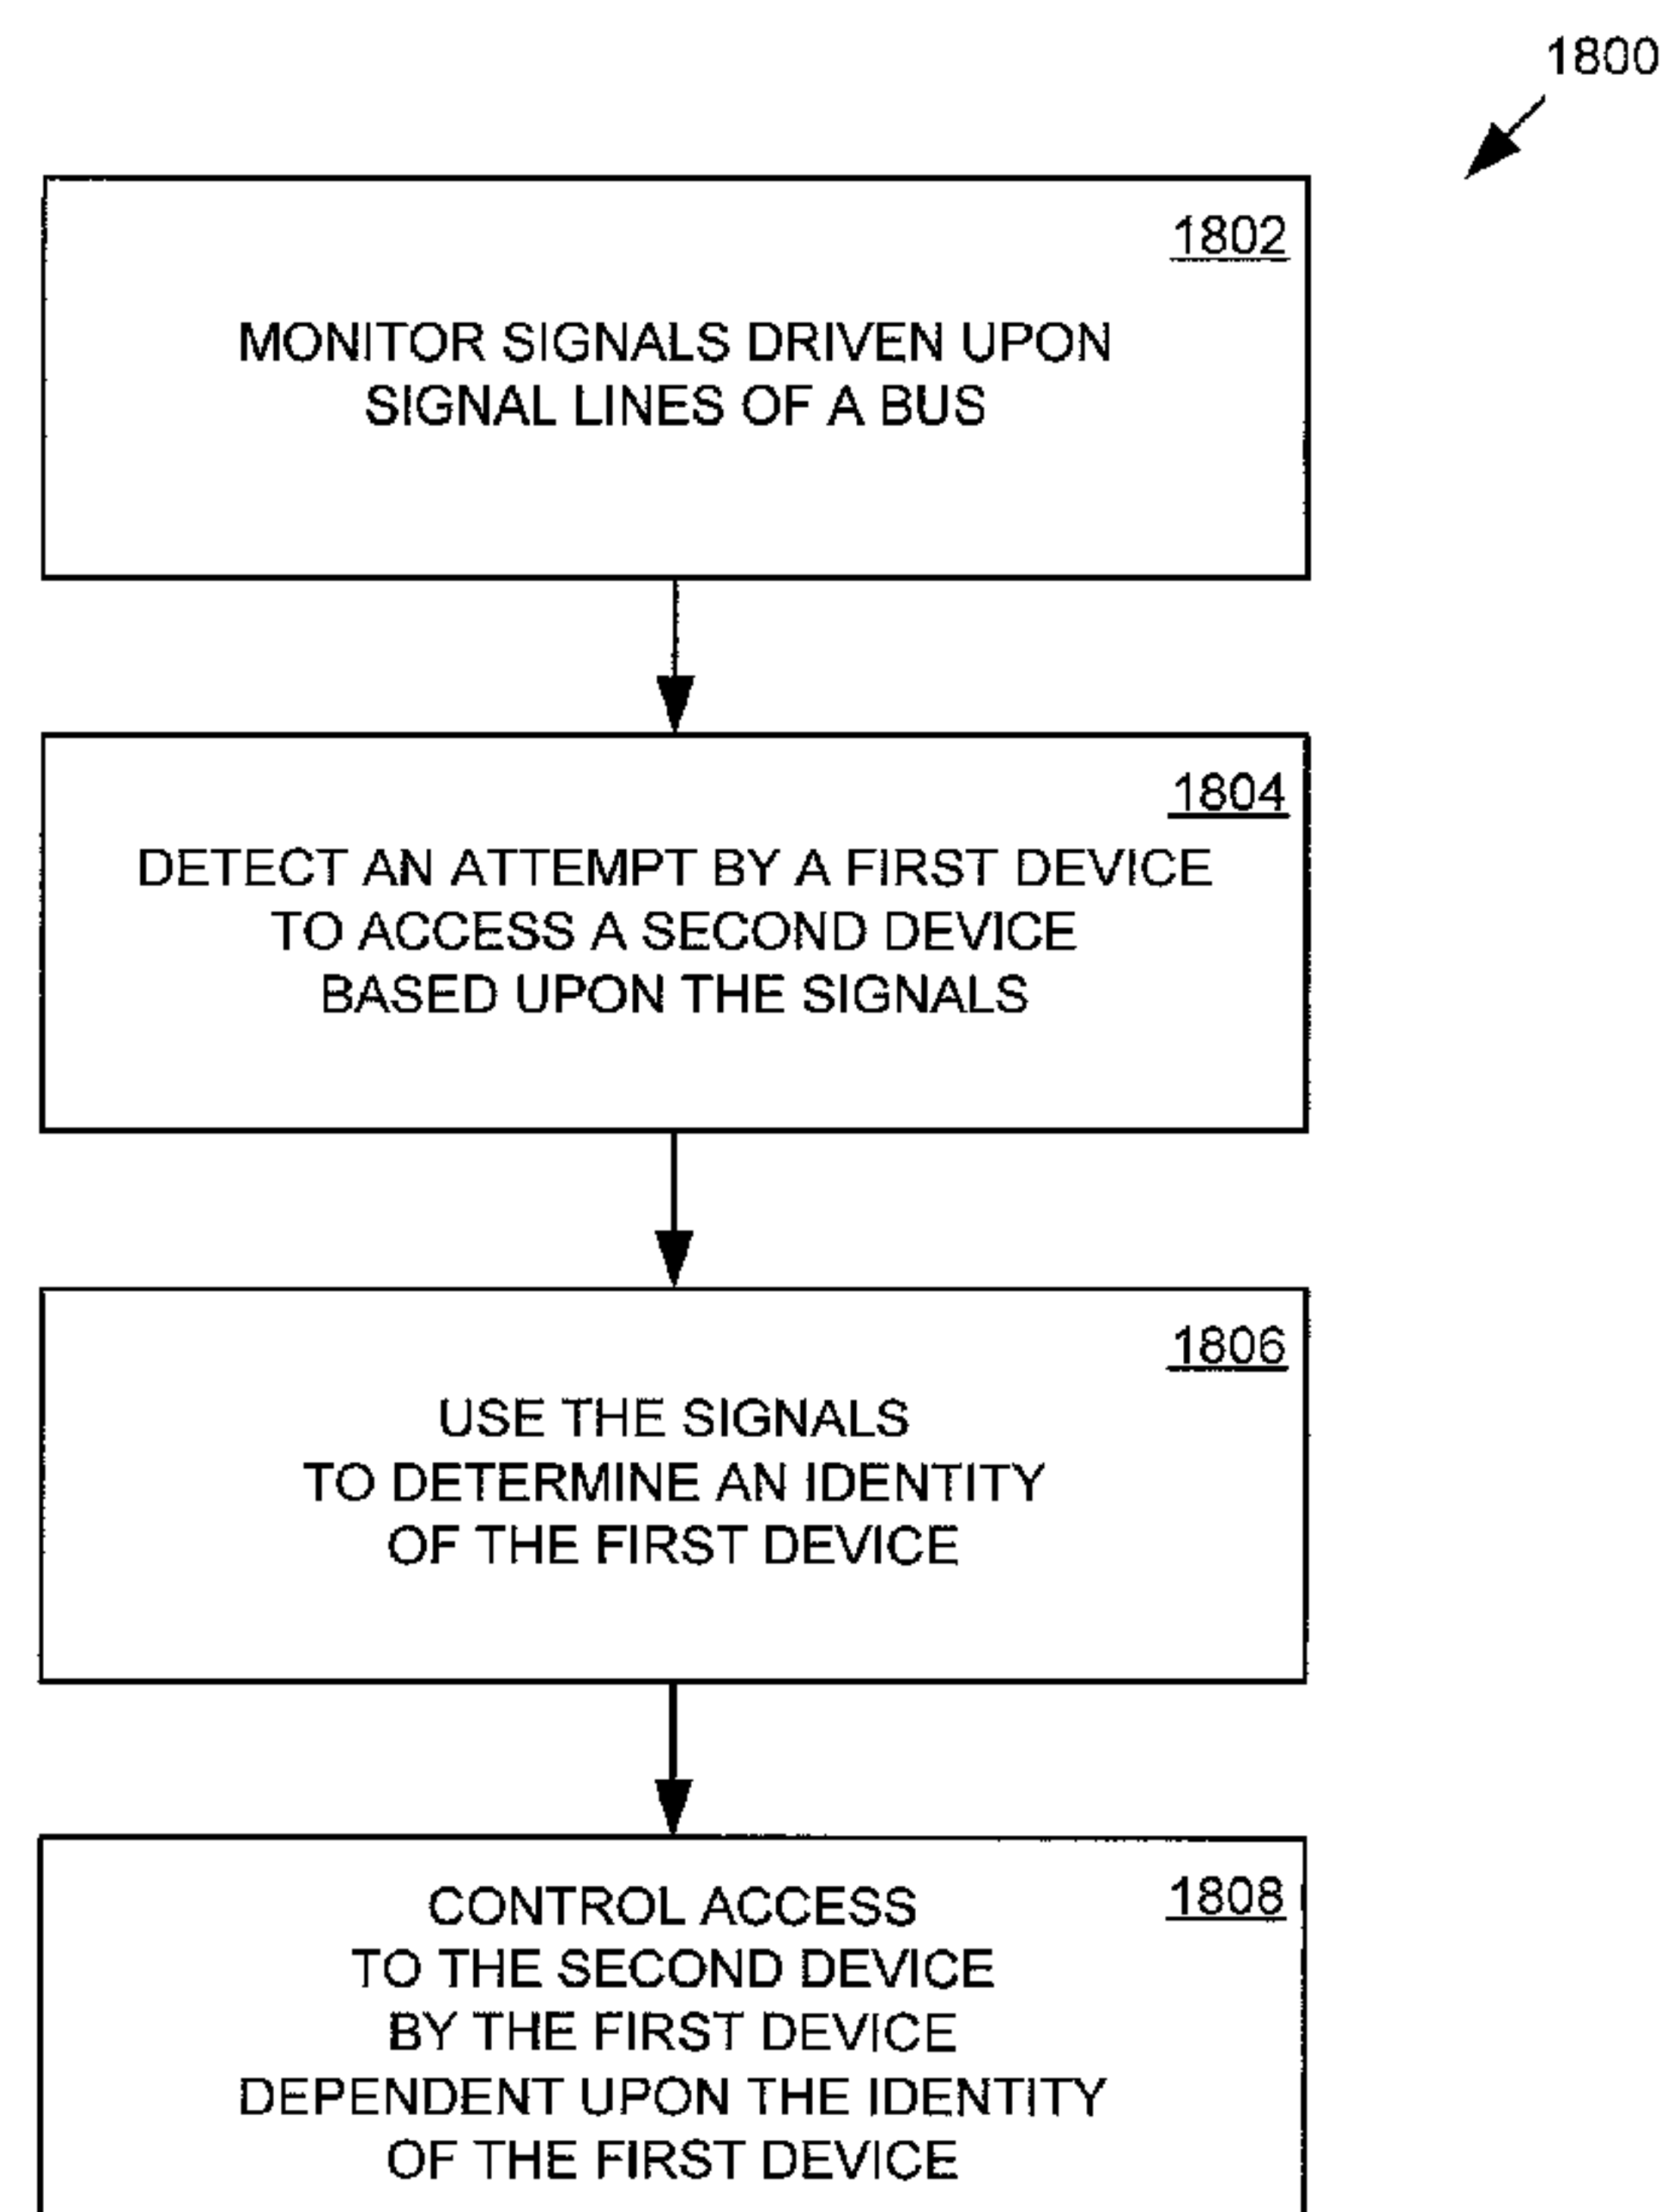 1800
1802
MONITOR SIGNALS DRIVEN UPON
SIGNAL LINES OF A BUS
1804
DETECT AN ATTEMPT BY A FIRST DEVICE
TO ACCESS A SECOND DEVICE
BASED UPON THE SIGNALS
1806
USE THE SIGNALS
TO DETERMINE AN IDENTITY
OF THE FIRST DEVICE
1808
CONTROL ACCESS
TO THE SECOND DEVICE
BY THE FIRST DEVICE
DEPENDENT UPON THE IDENTITY
OF THE FIRST DEVICE